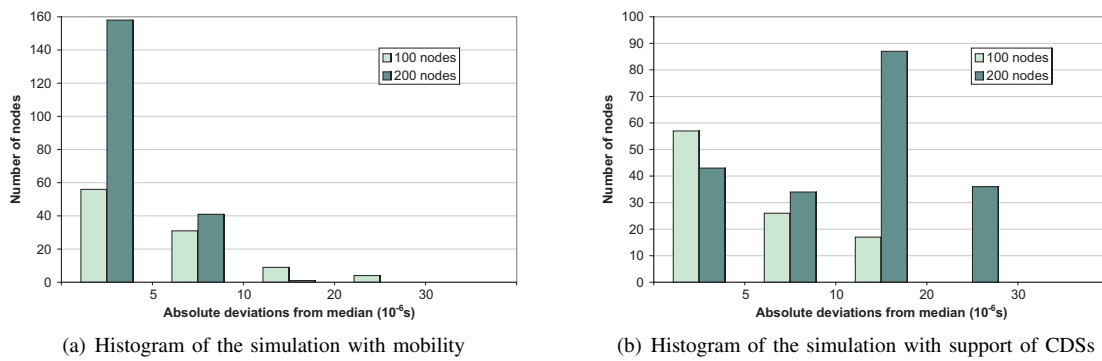 160
140
120
100
80
60
40
20
0
Number of nodes
100 nodes
200 nodes
5 10 20 30
Absolute deviations from median (10⁻⁶s)
(a) Histogram of the simulation with mobility
100
90
80
70
60
50
40
30
20
10
0
Number of nodes
100 nodes
200 nodes
5 10 20 30
Absolute deviations from median (10⁻⁶s)
(b) Histogram of the simulation with support of CDSs